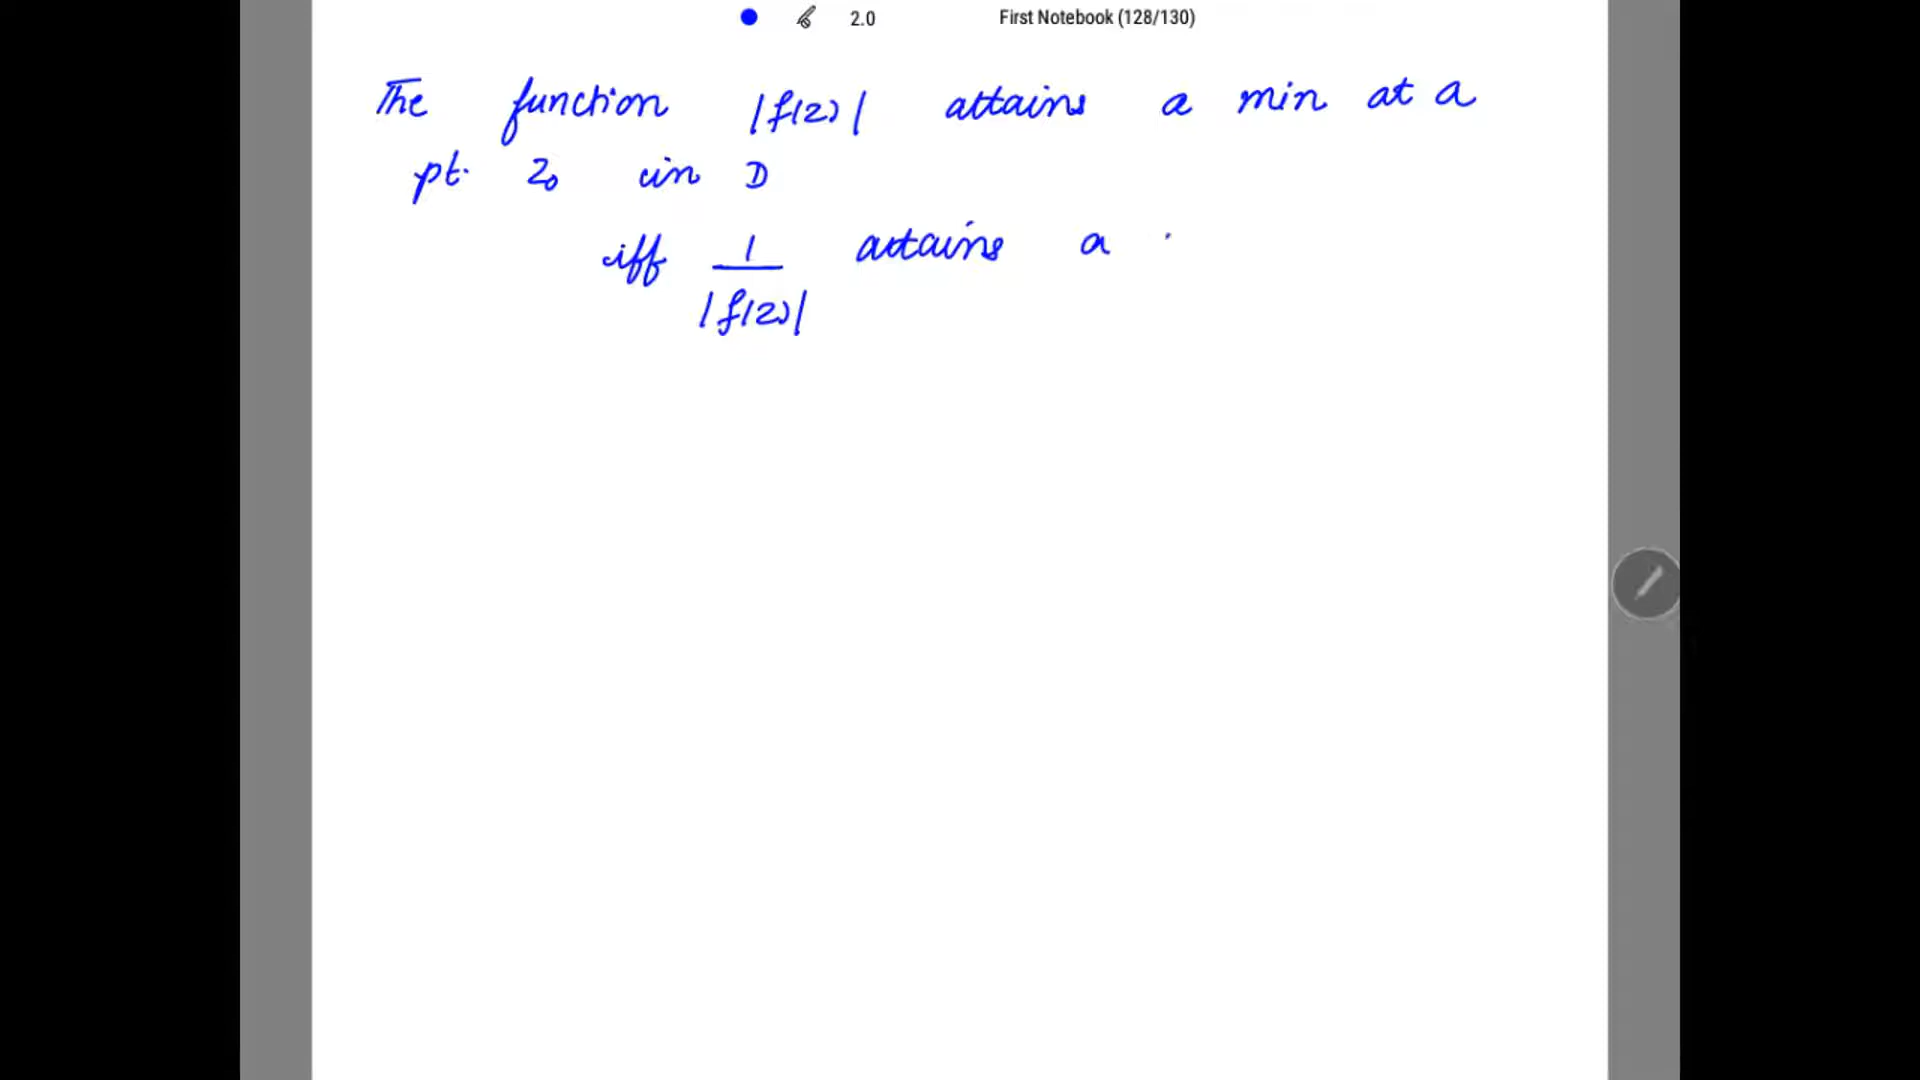 2.0 First Notebook (128/130)
The function |f(z)| attains a min at a
pt. z₀ in D
iff 1/|f(z)| attains a